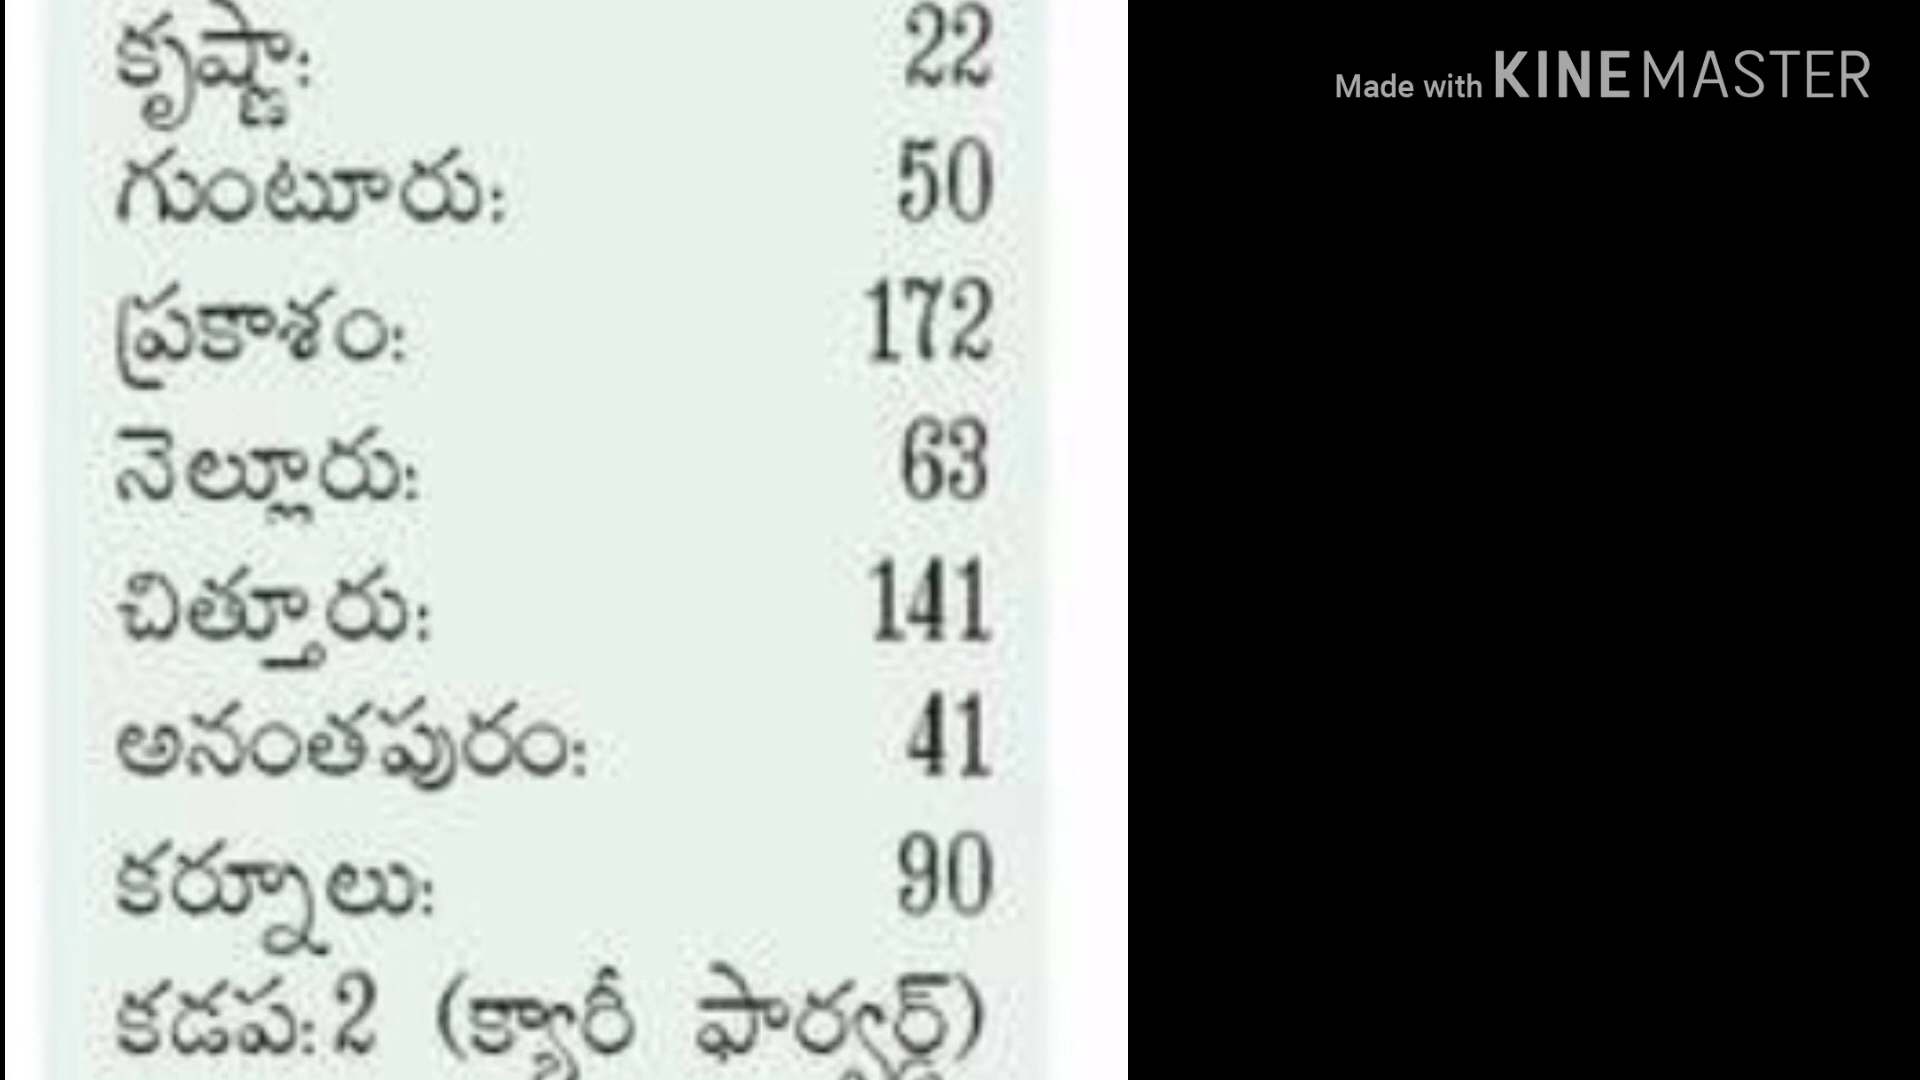 కృష్ణా: 22
Made with KINEMASTER
గుంటూరు: 50
ప్రకాశం: 172
నెల్లూరు: 63
చిత్తూరు: 141
అనంతపురం: 41
కర్నూలు: 90
కడప:2 (క్యారీ ఫార్వర్డ్)